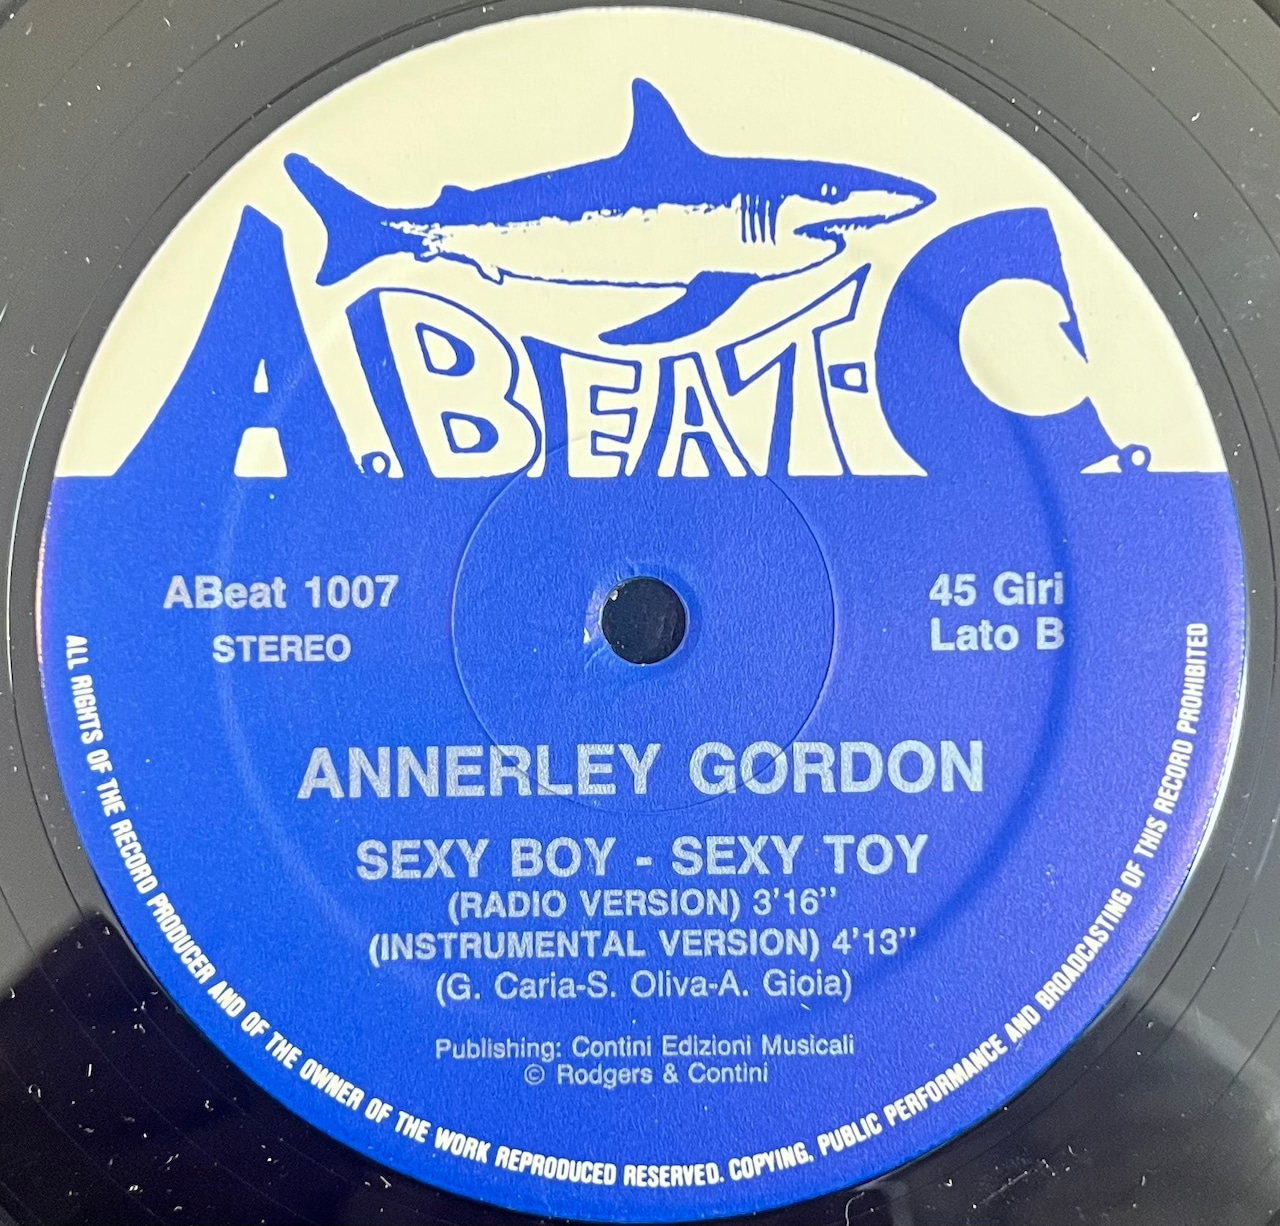 A.BEAT-C.
ABeat 1007
STEREO
45 Giri
Lato B
ANNERLEY GORDON
SEXY BOY - SEXY TOY
(RADIO VERSION) 3'16''
(INSTRUMENTAL VERSION) 4'13''
(G. Caria-S. Oliva-A. Gioia)
Publishing: Contini Edizioni Musicali
© Rodgers & Contini
ALL RIGHTS OF THE RECORD PRODUCER AND OF THE OWNER OF THE WORK REPRODUCED RESERVED. COPYING, PUBLIC PERFORMANCE AND BROADCASTING OF THIS RECORD PROHIBITED